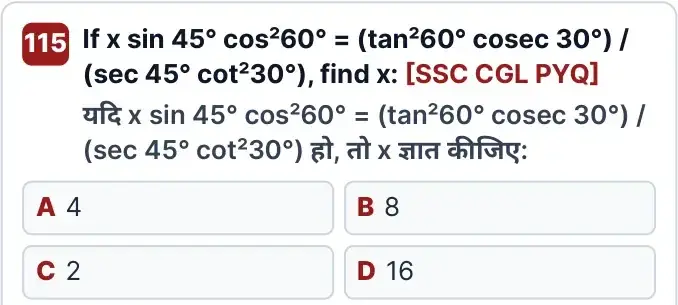 115 If x sin 45° cos²60° = (tan²60° cosec 30°) /
(sec 45° cot²30°), find x: [SSC CGL PYQ]
यदि x sin 45° cos²60° = (tan²60° cosec 30°) /
(sec 45° cot²30°) हो, तो x ज्ञात कीजिए:
A 4
B 8
C 2
D 16